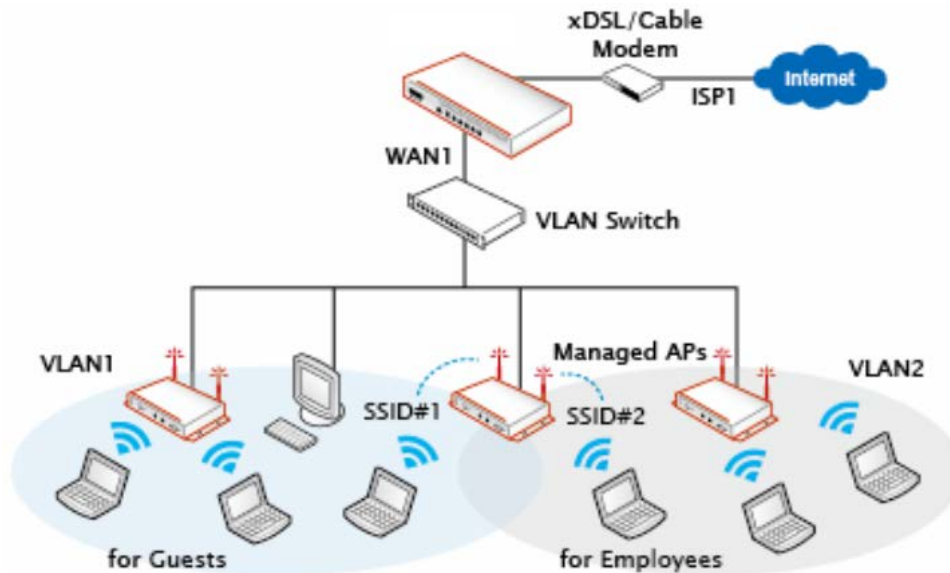 xDSL/Cable
Modem
Internet
ISP1
WAN1
VLAN Switch
VLAN1
Managed APs
VLAN2
SSID#1
SSID#2
for Guests
for Employees